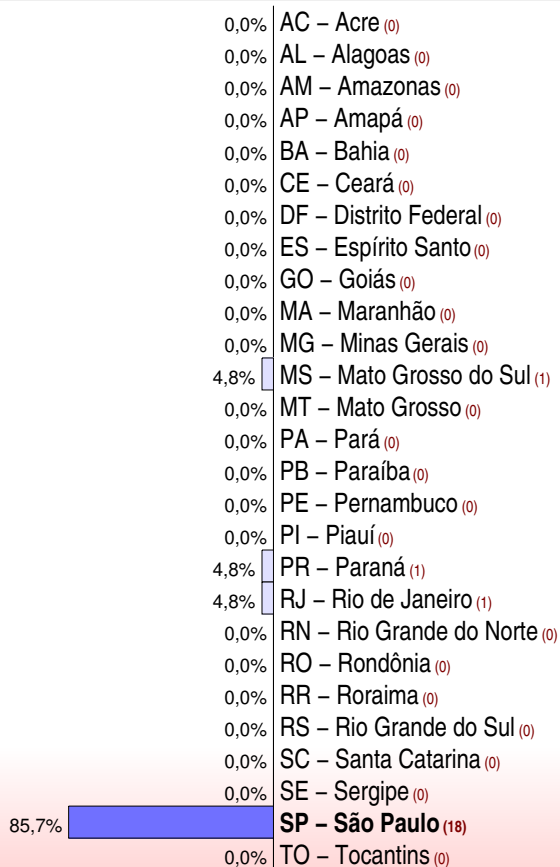 0,0% AC – Acre (0)
0,0% AL – Alagoas (0)
0,0% AM – Amazonas (0)
0,0% AP – Amapá (0)
0,0% BA – Bahia (0)
0,0% CE – Ceará (0)
0,0% DF – Distrito Federal (0)
0,0% ES – Espírito Santo (0)
0,0% GO – Goiás (0)
0,0% MA – Maranhão (0)
0,0% MG – Minas Gerais (0)
4,8% MS – Mato Grosso do Sul (1)
0,0% MT – Mato Grosso (0)
0,0% PA – Pará (0)
0,0% PB – Paraíba (0)
0,0% PE – Pernambuco (0)
0,0% PI – Piauí (0)
4,8% PR – Paraná (1)
4,8% RJ – Rio de Janeiro (1)
0,0% RN – Rio Grande do Norte (0)
0,0% RO – Rondônia (0)
0,0% RR – Roraima (0)
0,0% RS – Rio Grande do Sul (0)
0,0% SC – Santa Catarina (0)
0,0% SE – Sergipe (0)
85,7% SP – São Paulo (18)
0,0% TO – Tocantins (0)